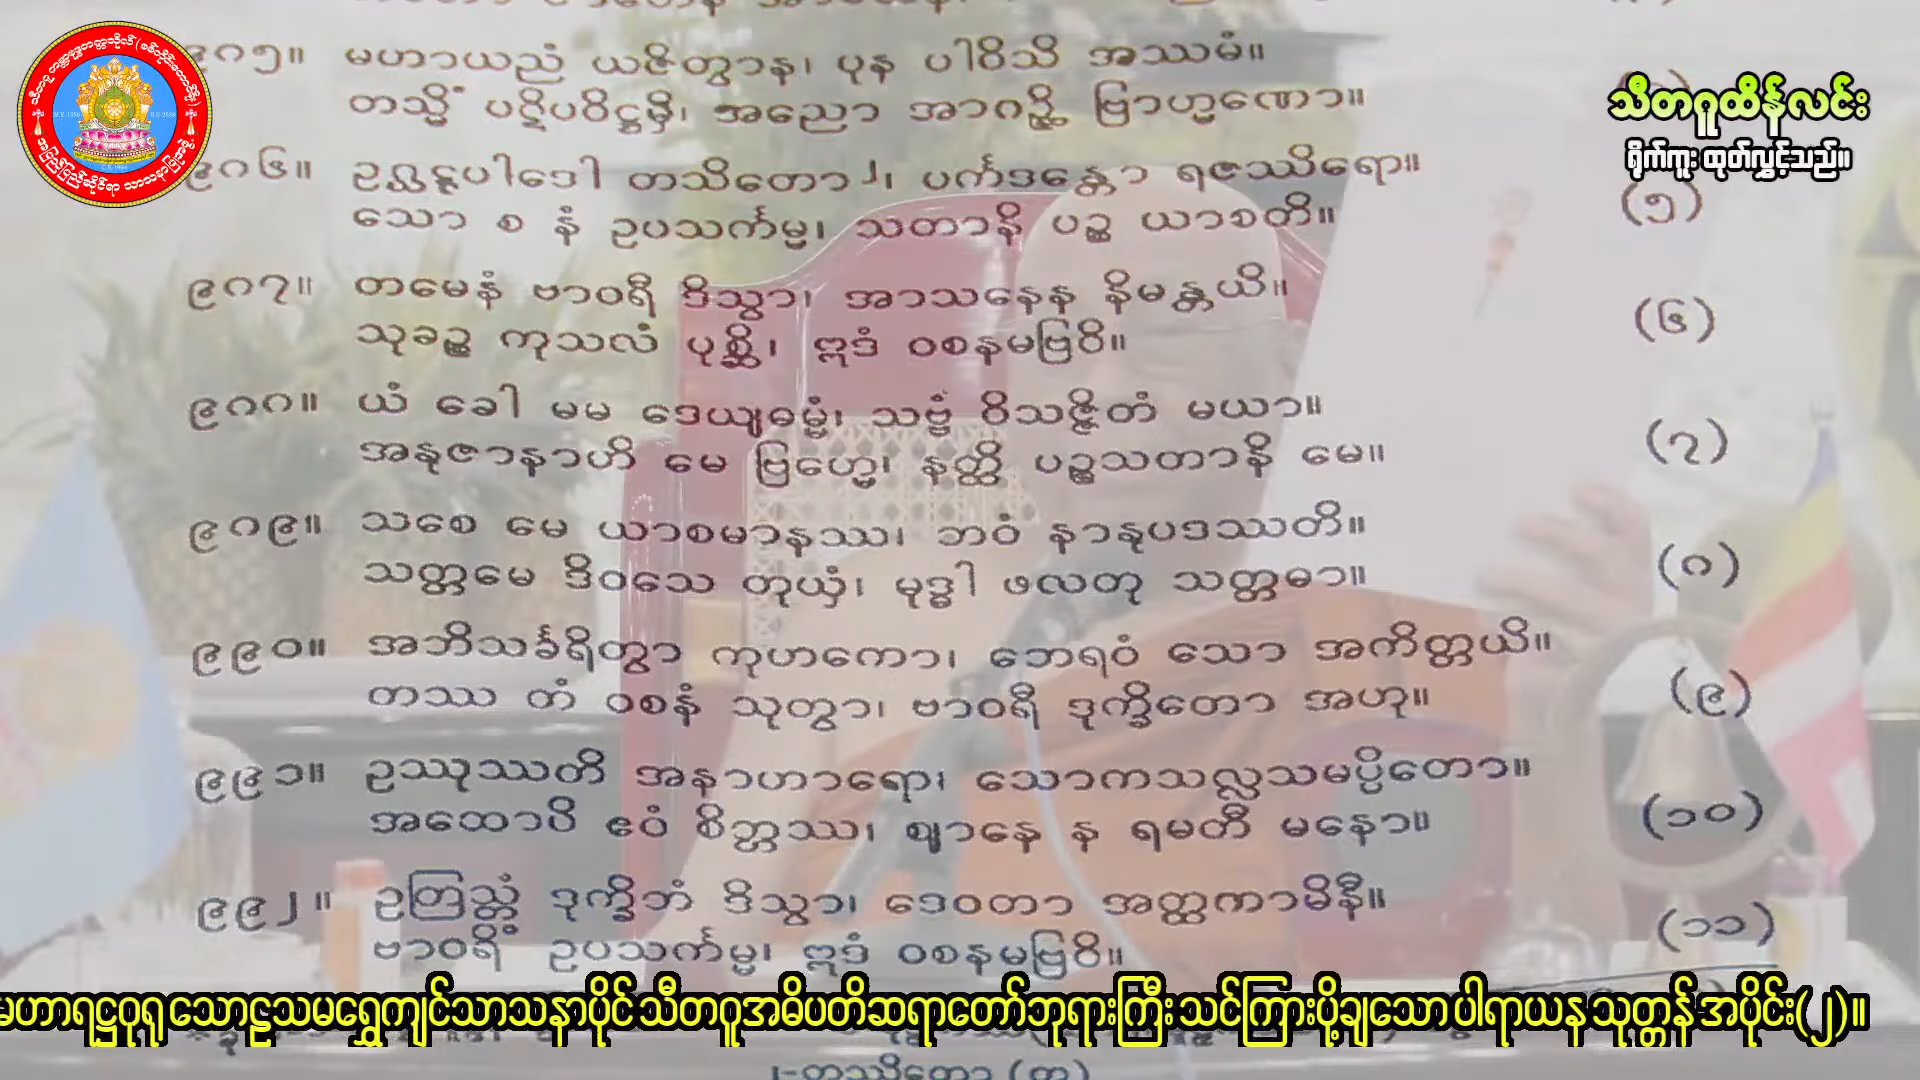 ၉၈၅။ မဟာယညံ ယဇိတွာန၊ ပုန ပါဝိသိ အဿမံ။
တသ္မိံ ပဋိပဝိဋ္ဌမှိ၊ အညော အာဂဉ္ဆိ ဗြာဟ္မဏော။
၉၈၆။ ဥဂ္ဃဋ္ဋပါဒေါ တသိတော၊ ပင်္ကဒန္တော ရဇဿိရော။
သော စ နံ ဥပသင်္ကမ္မ၊ သတာနိ ပဉ္စ ယာစတိ။
(၅)
၉၈၇။ တမေနံ ဗာဝရီ ဒိသွာ၊ အာသနေန နိမန္တယိ။
သုခဉ္စ ကုသလံ ပုစ္ဆိ၊ ဣဒံ ဝစနမဗြဝိ။
(၆)
၉၈၈။ ယံ ခေါ မမ ဒေယျဓမ္မံ၊ သဗ္ဗံ ဝိသဇ္ဇိတံ မယာ။
အနုဇာနာဟိ မေ ဗြဟ္မေ၊ နတ္ထိ ပဉ္စသတာနိ မေ။
(၇)
၉၈၉။ သစေ မေ ယာစမာနဿ၊ ဘဝံ နာနုပဒဿတိ။
သတ္တမေ ဒိဝသေ တုယှံ၊ မုဒ္ဓါ ဖလတု သတ္တဓာ။
(၈)
၉၉၀။ အဘိသင်္ခရိတွာ ကုဟကော၊ ဘေရဝံ သော အကိတ္တယိ။
တဿ တံ ဝစနံ သုတွာ၊ ဗာဝရီ ဒုက္ခိတော အဟု။
(၉)
၉၉၁။ ဥဿုဿတိ အနာဟာရော၊ သောကသလ္လသမပ္ပိတော။
အထောပိ ဧဝံ စိတ္တဿ၊ ဈာနေ န ရမတီ မနော။
(၁၀)
၉၉၂။ ဥတြသ္တံ ဒုက္ခိတံ ဒိသွာ၊ ဒေဝတာ အတ္ထကာမိနီ။
ဗာဝရိံ ဥပသင်္ကမ္မ၊ ဣဒံ ဝစနမဗြဝိ။
(၁၁)
သီတဂူထိန်လင်း
ရိုက်ကူး ထုတ်လွှင့်သည်။
မဟာရဋ္ဌဂုရု သောဠသမရွှေကျင်သာသနာပိုင် သီတဂူအဓိပတိဆရာတော်ဘုရားကြီး သင်ကြားပို့ချသော ပါရာယန သုတ္တန် အပိုင်း(၂)။
၊-တဿိတော (က)